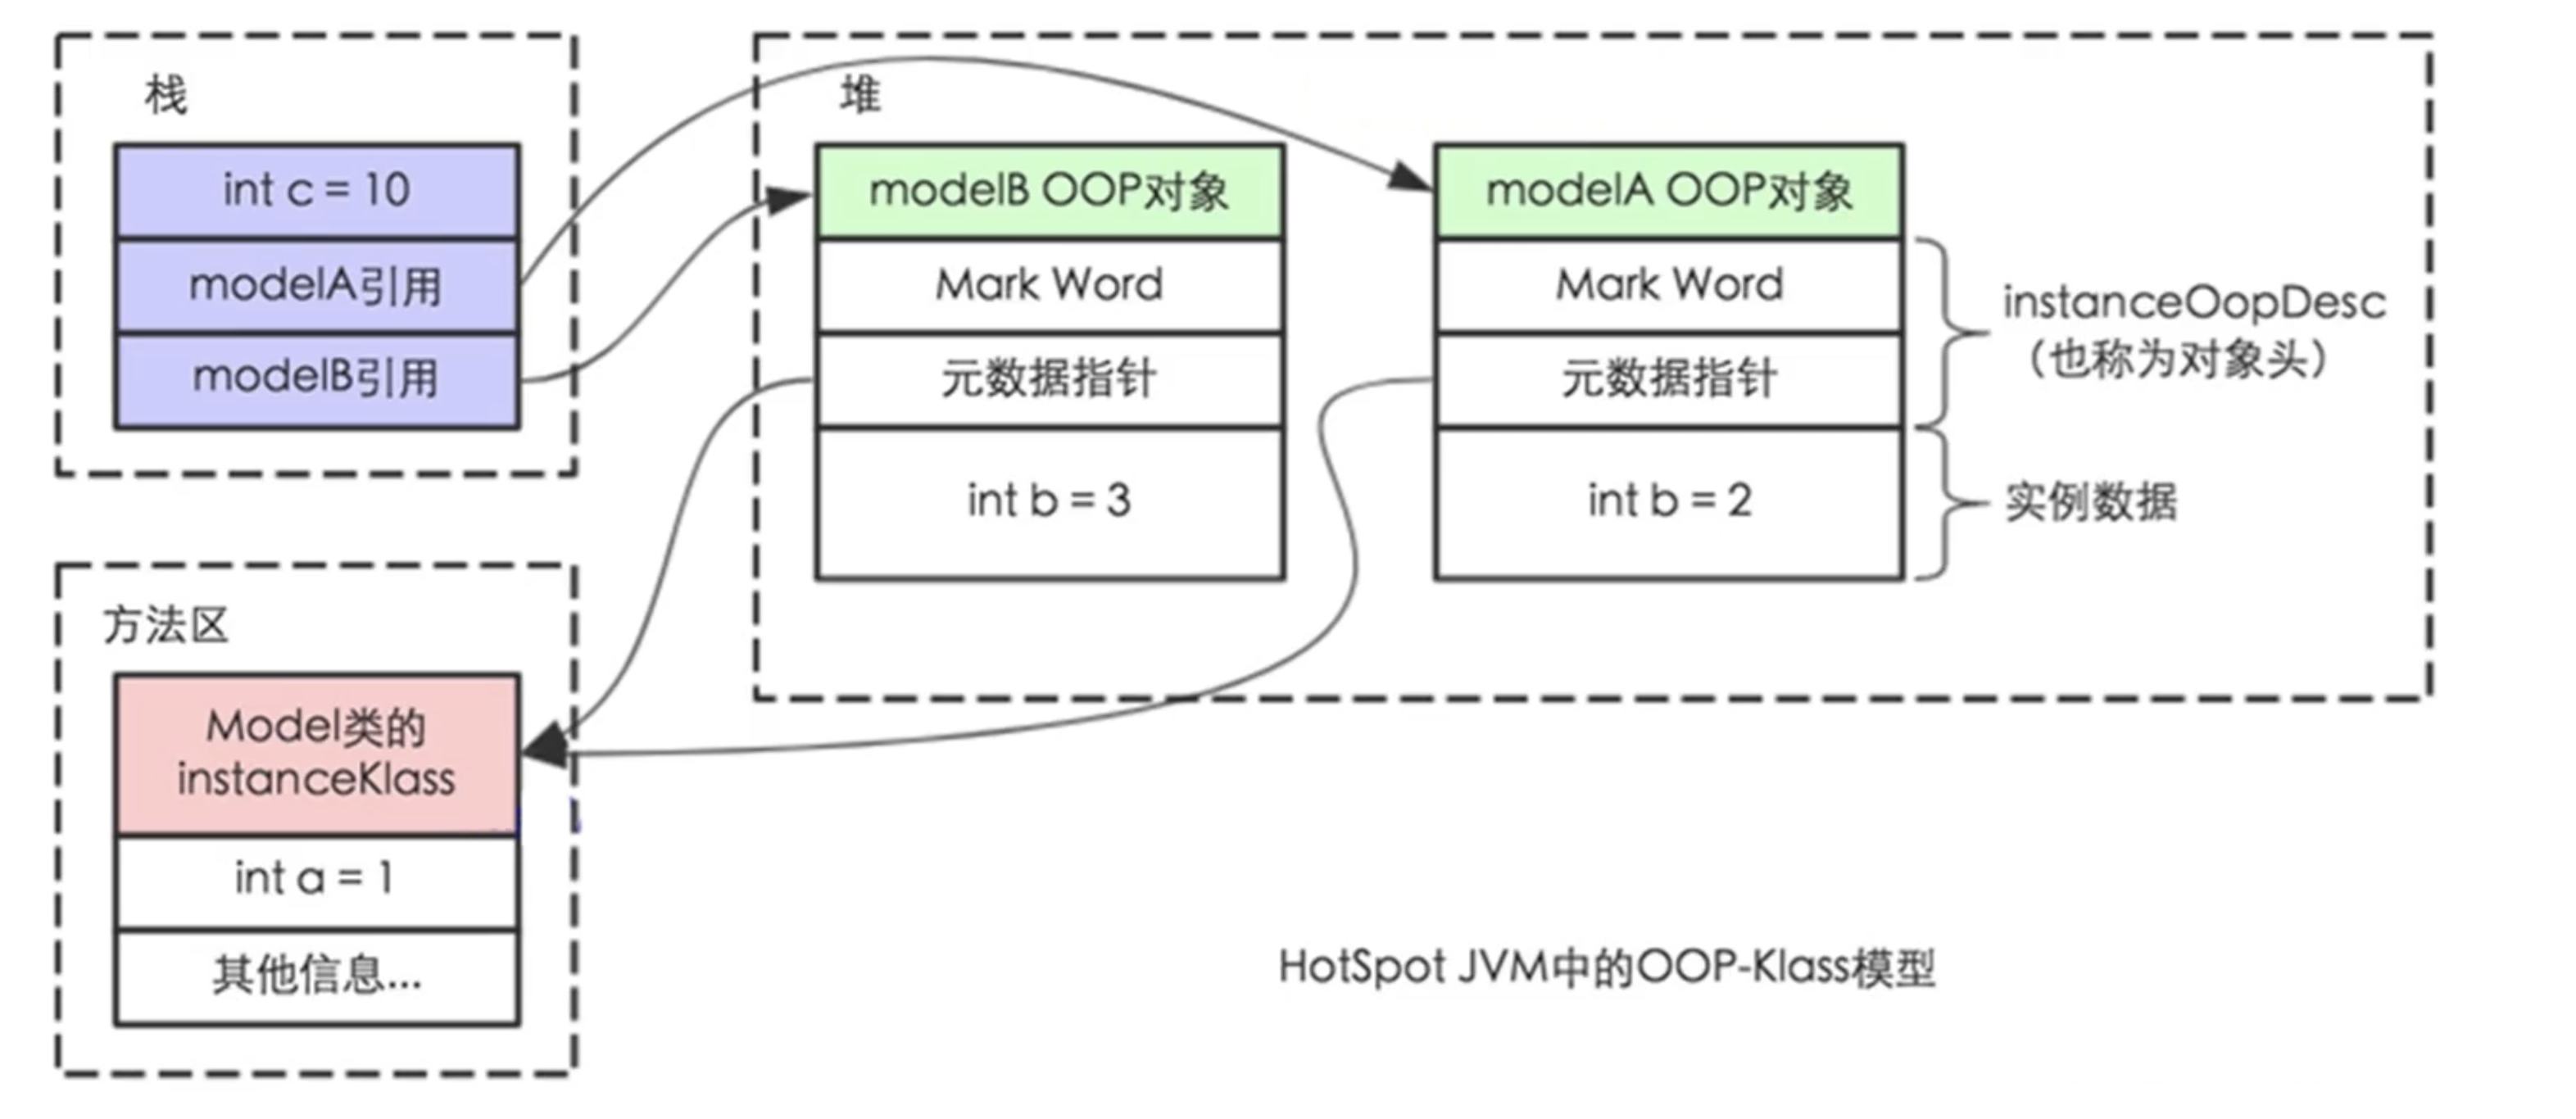 栈
int c = 10
modelA引用
modelB引用
堆
modelB OOP对象
Mark Word
元数据指针
int b = 3
modelA OOP对象
Mark Word
元数据指针
int b = 2
instanceOopDesc
（也称为对象头）
实例数据
方法区
Model类的
instanceKlass
int a = 1
其他信息...
HotSpot JVM中的OOP-Klass模型